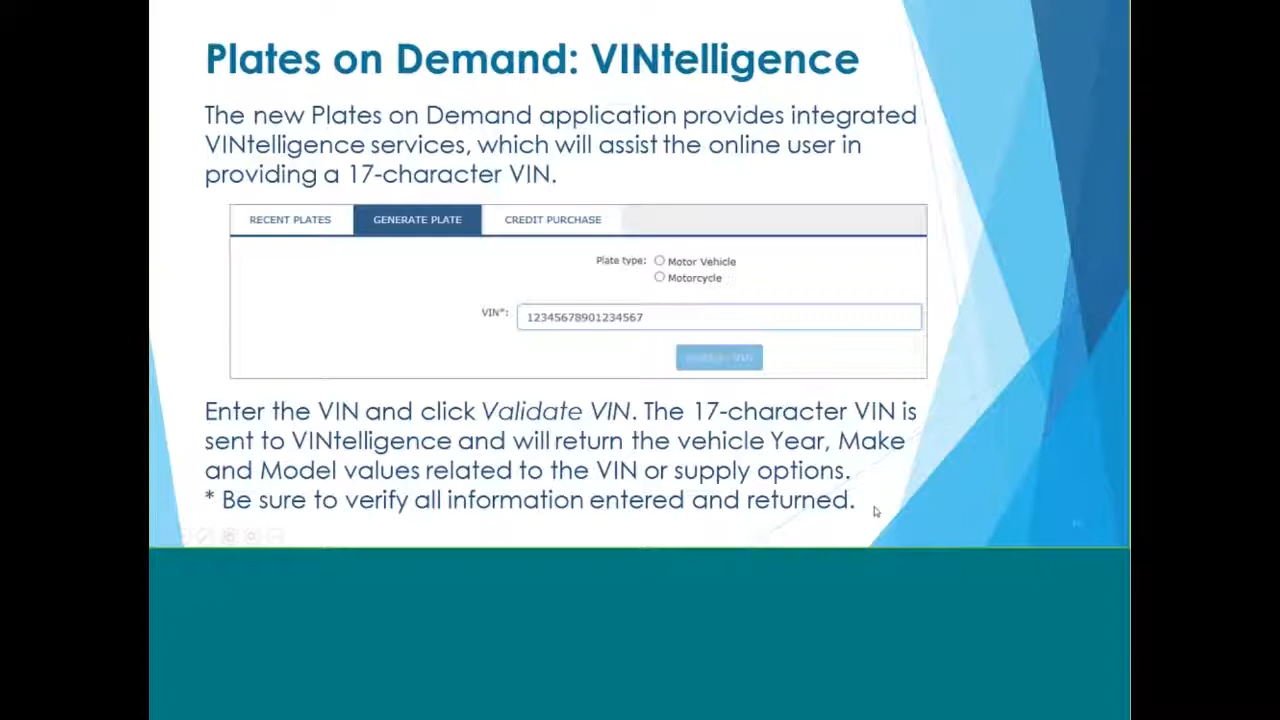 Plates on Demand: VINtelligence
The new Plates on Demand application provides integrated
VINtelligence services, which will assist the online user in
providing a 17-character VIN.
RECENT PLATES GENERATE PLATE CREDIT PURCHASE
Plate type: Motor Vehicle
Motorcycle
VIN*: 12345678901234567
Enter the VIN and click Validate VIN. The 17-character VIN is
sent to VINtelligence and will return the vehicle Year, Make
and Model values related to the VIN or supply options.
* Be sure to verify all information entered and returned.